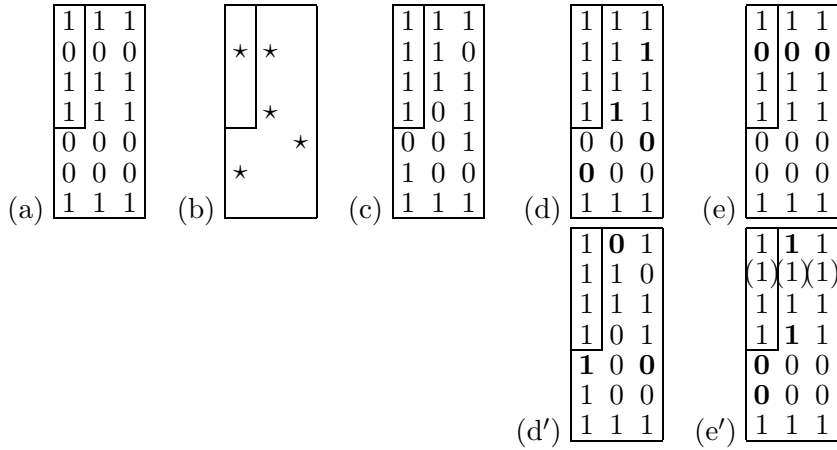 1 1 1 1 1 1 1 1 1 1 1 1
0 0 0 ⋆ ⋆ 1 1 0 1 1 1 0 0 0
1 1 1 1 1 1 1 1 1 1 1 1
1 1 1 ⋆ 1 0 1 1 1 1 1 1 1
0 0 0 ⋆ 0 0 1 0 0 0 0 0 0
0 0 0 ⋆ 1 0 0 0 0 0 0 0 0
(a) 1 1 1 (b) (c) 1 1 1 (d) 1 1 1 (e) 1 1 1
1 0 1 1 1 1
1 1 0 (1) (1) (1)
1 1 1 1 1 1
1 0 1 1 1 1
1 0 0 0 0 0
1 0 0 0 0 0
(d′) 1 1 1 (e′) 1 1 1